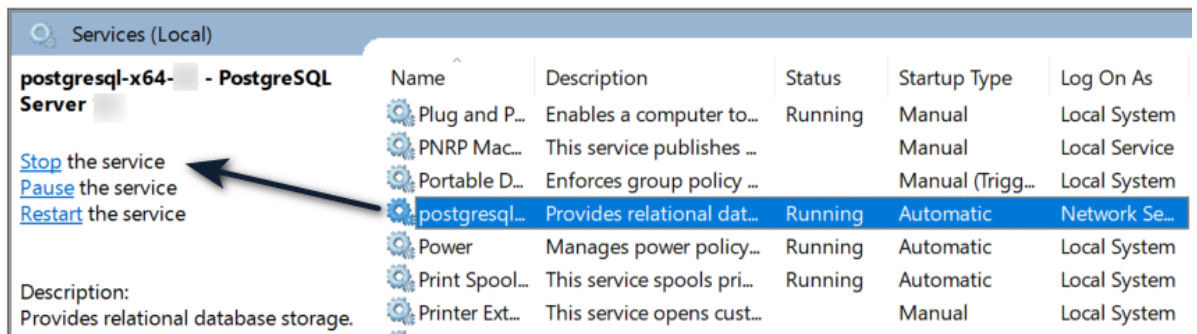 Services (Local)
postgresql-x64- - PostgreSQL
Server
Stop the service
Pause the service
Restart the service
Description:
Provides relational database storage.
Name Description Status Startup Type Log On As
Plug and P... Enables a computer to... Running Manual Local System
PNRP Mac... This service publishes ... Manual Local Service
Portable D... Enforces group policy ... Manual (Trigg... Local System
postgresql... Provides relational dat... Running Automatic Network Se...
Power Manages power policy... Running Automatic Local System
Print Spool... This service spools pri... Running Automatic Local System
Printer Ext... This service opens cust... Manual Local System